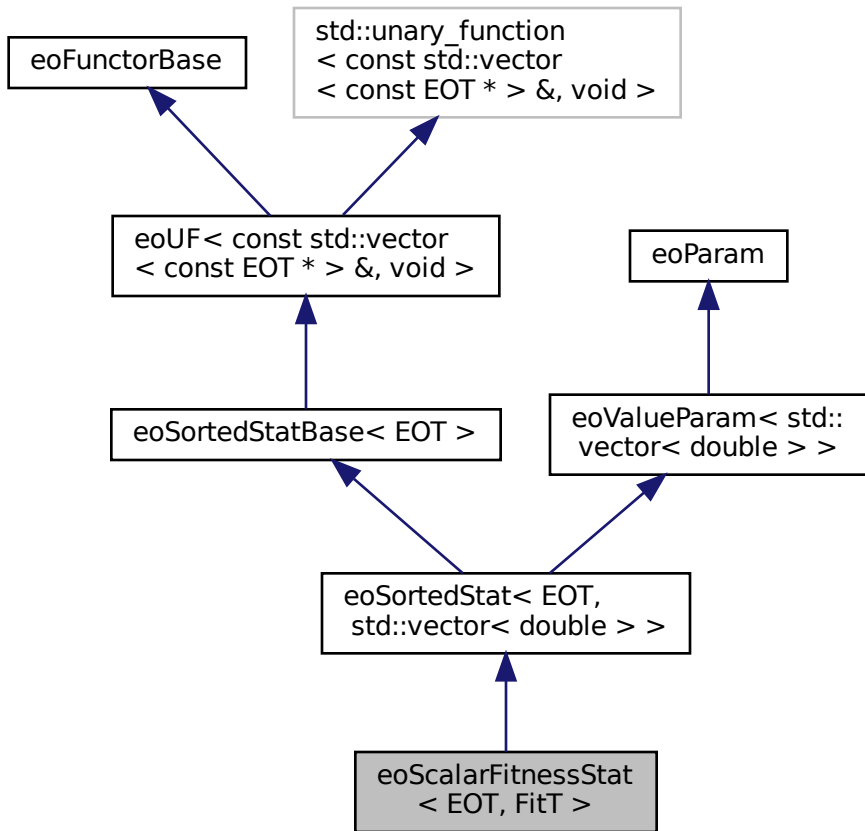 eoFunctorBase
std::unary_function
< const std::vector
< const EOT * > &, void >
eoUF< const std::vector
< const EOT * > &, void >
eoParam
eoSortedStatBase< EOT >
eoValueParam< std::
vector< double > >
eoSortedStat< EOT,
std::vector< double > >
eoScalarFitnessStat
< EOT, FitT >